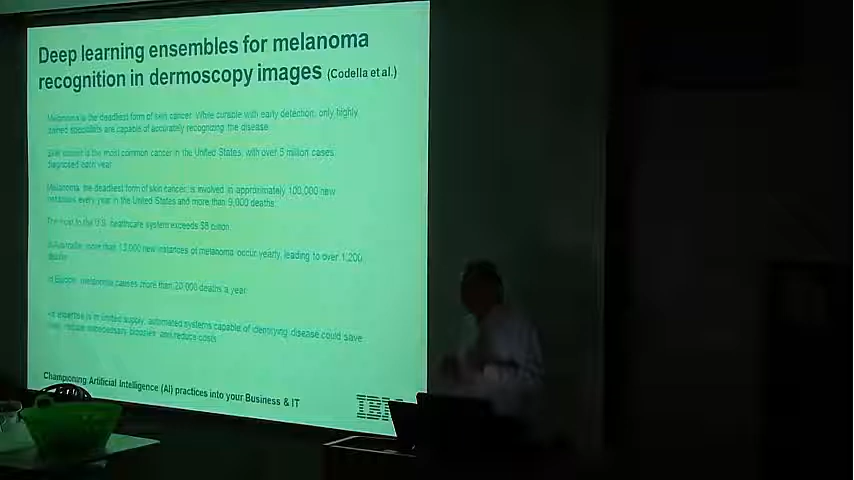 Deep learning ensembles for melanoma
recognition in dermoscopy images (Codella et al.)
Melanoma is the deadliest form of skin cancer. While curable with early detection, only highly
trained specialists are capable of accurately recognizing the disease.
Skin cancer is the most common cancer in the United States, with over 5 million cases
diagnosed each year.
Melanoma, the deadliest form of skin cancer, is involved in approximately 100,000 new
instances every year in the United States and more than 9,000 deaths.
The cost to the U.S. healthcare system exceeds $8 billion.
In Australia, more than 13,000 new instances of melanoma occur yearly, leading to over 1,200
deaths.
In Europe, melanoma causes more than 20,000 deaths a year.
expertise is in limited supply, automated systems capable of identifying disease could save
reduce unnecessary biopsies, and reduce costs
Championing Artificial Intelligence (AI) practices into your Business & IT
IBM